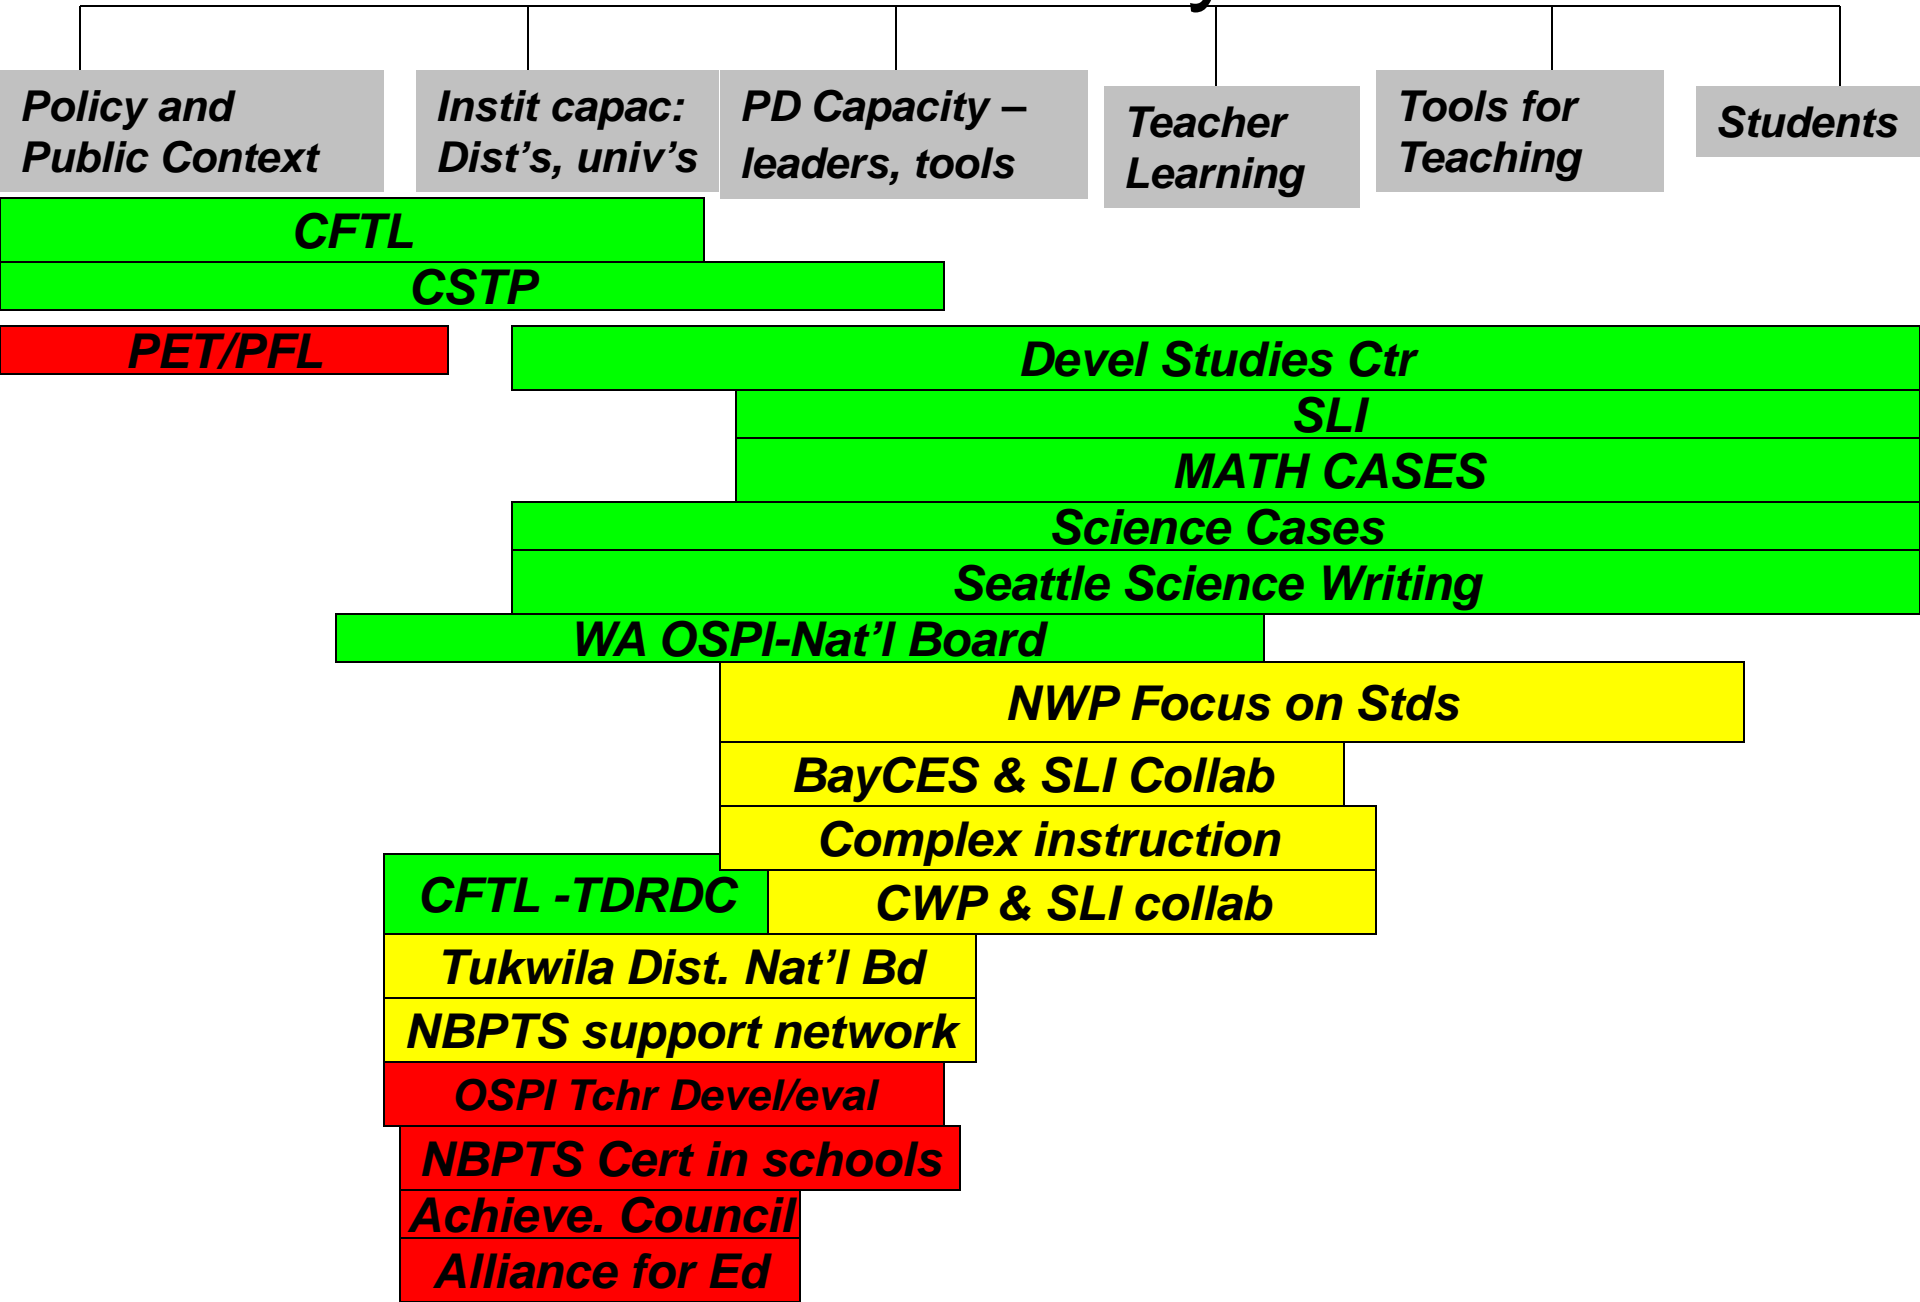 Policy and
Public Context
Instit capac:
Dist’s, univ’s
PD Capacity –
leaders, tools
Teacher
Learning
Tools for
Teaching
Students
CFTL
CSTP
PET/PFL
Devel Studies Ctr
SLI
MATH CASES
Science Cases
Seattle Science Writing
WA OSPI-Nat’l Board
NWP Focus on Stds
BayCES & SLI Collab
Complex instruction
CFTL -TDRDC
CWP & SLI collab
Tukwila Dist. Nat’l Bd
NBPTS support network
OSPI Tchr Devel/eval
NBPTS Cert in schools
Achieve. Council
Alliance for Ed